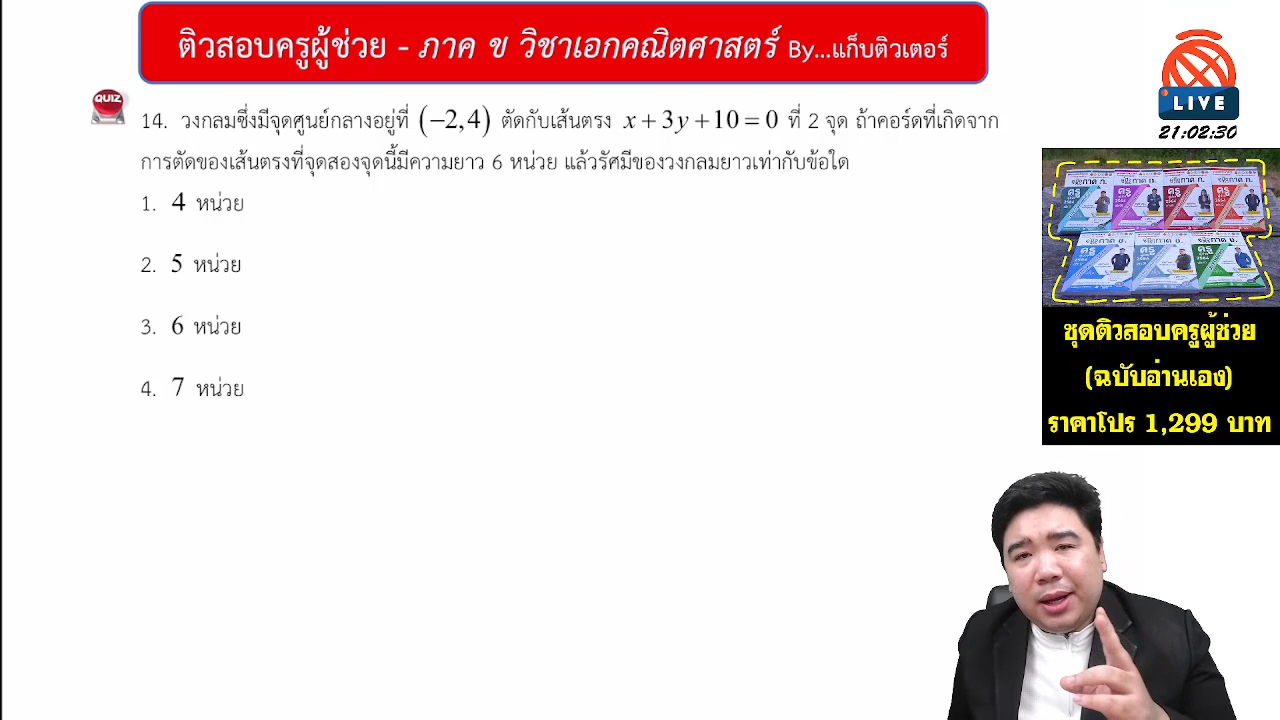 ติวสอบครูผู้ช่วย - ภาค ข วิชาเอกคณิตศาสตร์ By...แก็บติวเตอร์
LIVE
21:02:30
QUIZ
14. วงกลมซึ่งมีจุดศูนย์กลางอยู่ที่ (−2,4) ตัดกับเส้นตรง x+3y+10=0 ที่ 2 จุด ถ้าคอร์ดที่เกิดจาก
การตัดของเส้นตรงที่จุดสองจุดนี้มีความยาว 6 หน่วย แล้วรัศมีของวงกลมยาวเท่ากับข้อใด
1. 4 หน่วย
2. 5 หน่วย
3. 6 หน่วย
4. 7 หน่วย
ชุดติวสอบครูผู้ช่วย
(ฉบับอ่านเอง)
ราคาโปร 1,299 บาท